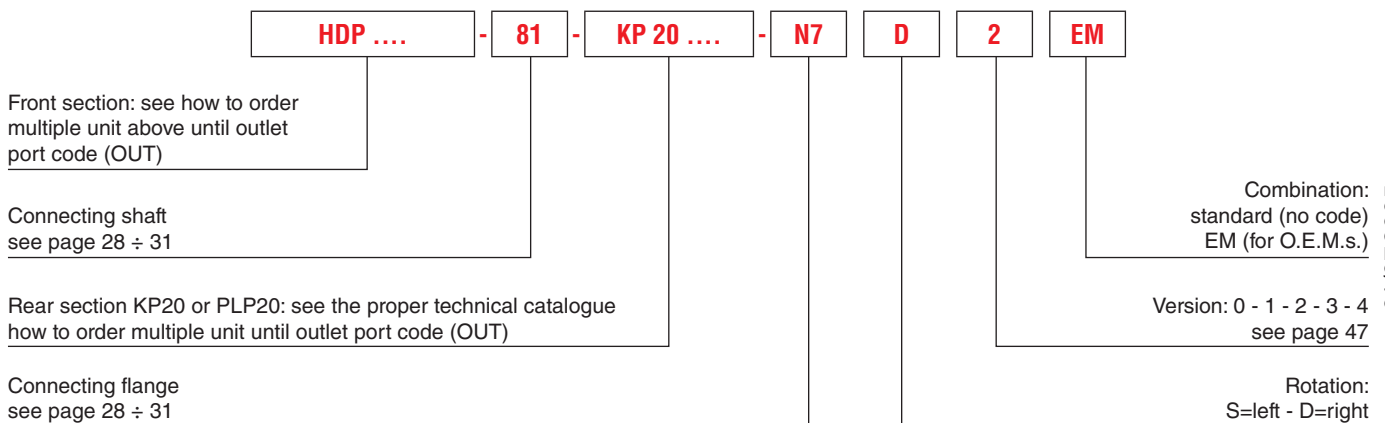 HDP .... - 81 - KP 20 .... - N7 D 2 EM
Front section: see how to order
multiple unit above until outlet
port code (OUT)
Connecting shaft
see page 28 ÷ 31
Rear section KP20 or PLP20: see the proper technical catalogue
how to order multiple unit until outlet port code (OUT)
Connecting flange
see page 28 ÷ 31
Combination:
standard (no code)
EM (for O.E.M.s.)
Version: 0 - 1 - 2 - 3 - 4
see page 47
Rotation:
S=left - D=right